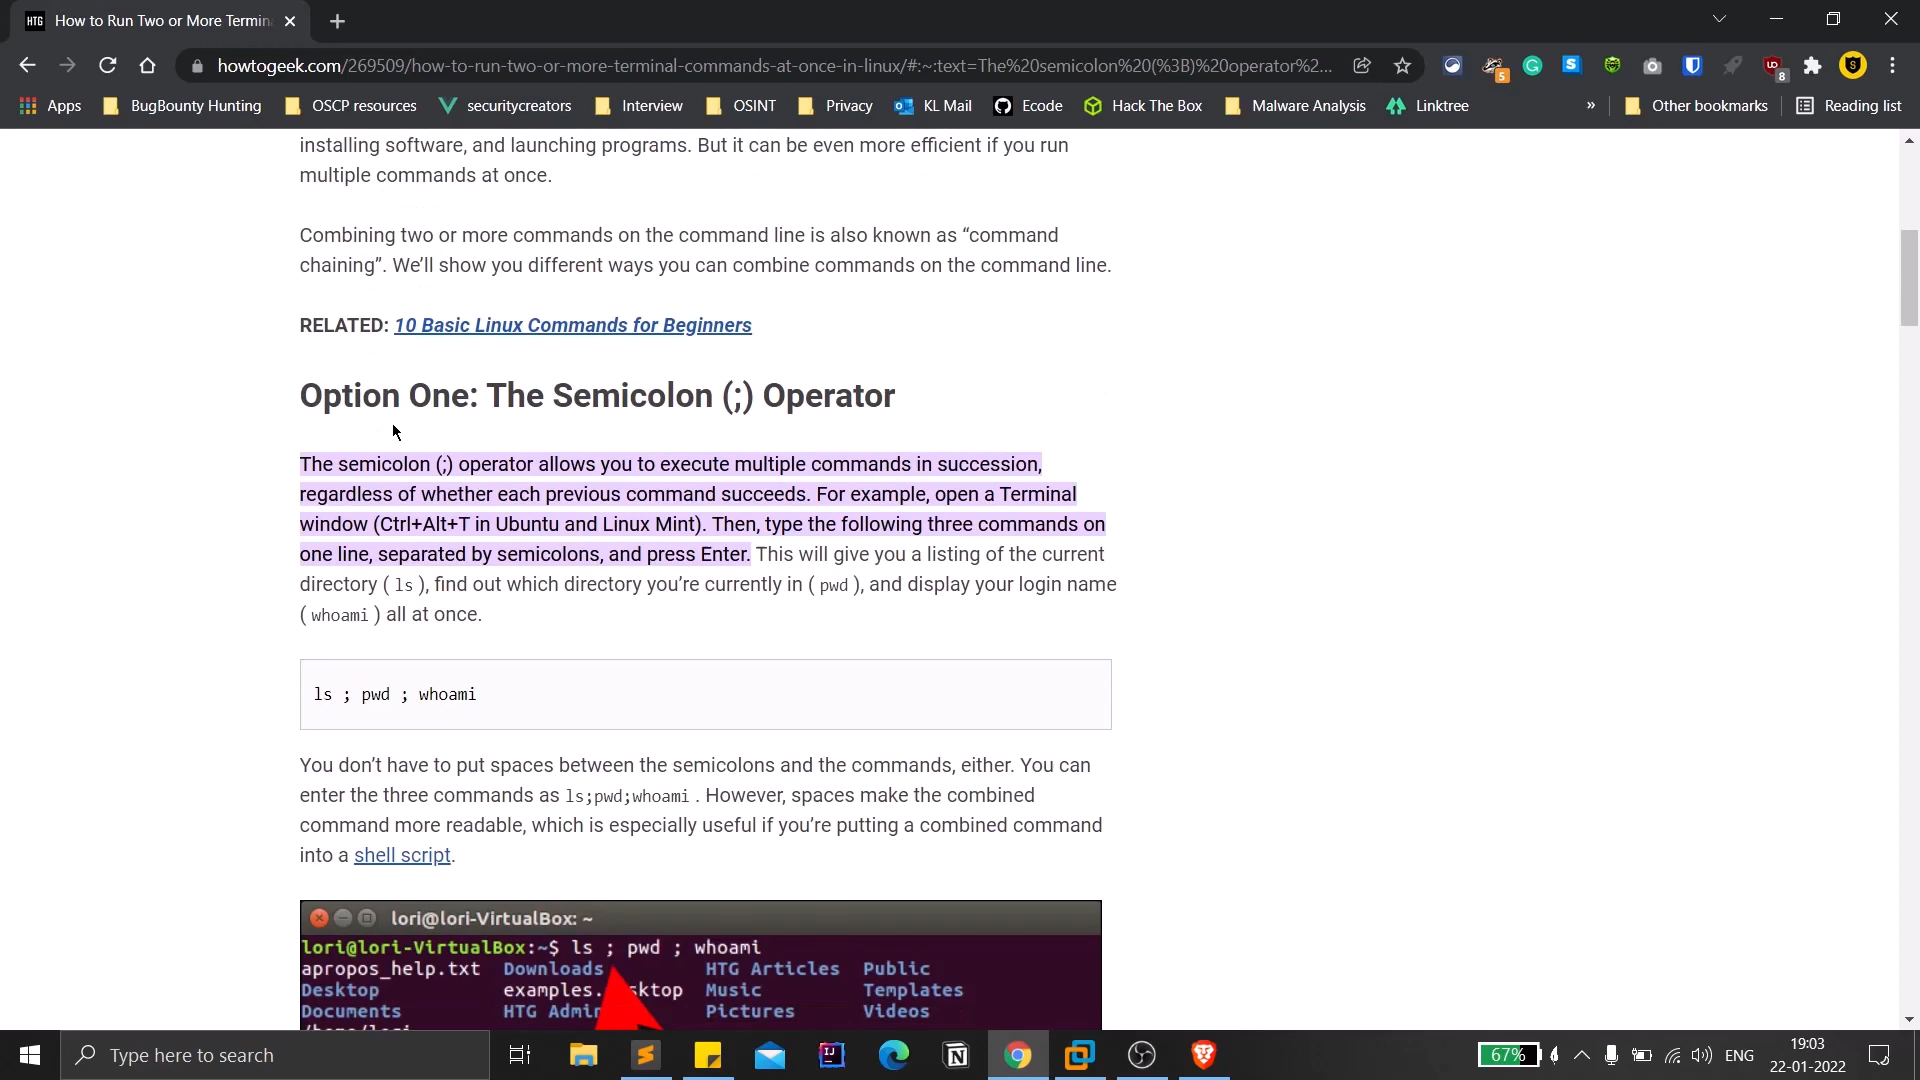 HTG How to Run Two or More Termin
howtogeek.com/269509/how-to-run-two-or-more-terminal-commands-at-once-in-linux/#:~:text=The%20semicolon%20(%3B)%20operator%2...
5
S
UD
8
Apps
BugBounty Hunting
OSCP resources
securitycreators
Interview
OSINT
Privacy
KL Mail
Ecode
Hack The Box
Malware Analysis
Linktree
»
Other bookmarks
Reading list
installing software, and launching programs. But it can be even more efficient if you run
multiple commands at once.
Combining two or more commands on the command line is also known as “command
chaining”. We’ll show you different ways you can combine commands on the command line.
RELATED: 10 Basic Linux Commands for Beginners
Option One: The Semicolon (;) Operator
The semicolon (;) operator allows you to execute multiple commands in succession,
regardless of whether each previous command succeeds. For example, open a Terminal
window (Ctrl+Alt+T in Ubuntu and Linux Mint). Then, type the following three commands on
one line, separated by semicolons, and press Enter. This will give you a listing of the current
directory ( ls ), find out which directory you’re currently in ( pwd ), and display your login name
( whoami ) all at once.
ls ; pwd ; whoami
You don’t have to put spaces between the semicolons and the commands, either. You can
enter the three commands as ls;pwd;whoami . However, spaces make the combined
command more readable, which is especially useful if you’re putting a combined command
into a shell script.
lori@lori-VirtualBox: ~
lori@lori-VirtualBox:~$ ls ; pwd ; whoami
apropos_help.txt Downloads HTG Articles Public
Desktop Music Templates
Documents HTG Pictures Videos
Type here to search
67%
ENG
19:03
22-01-2022